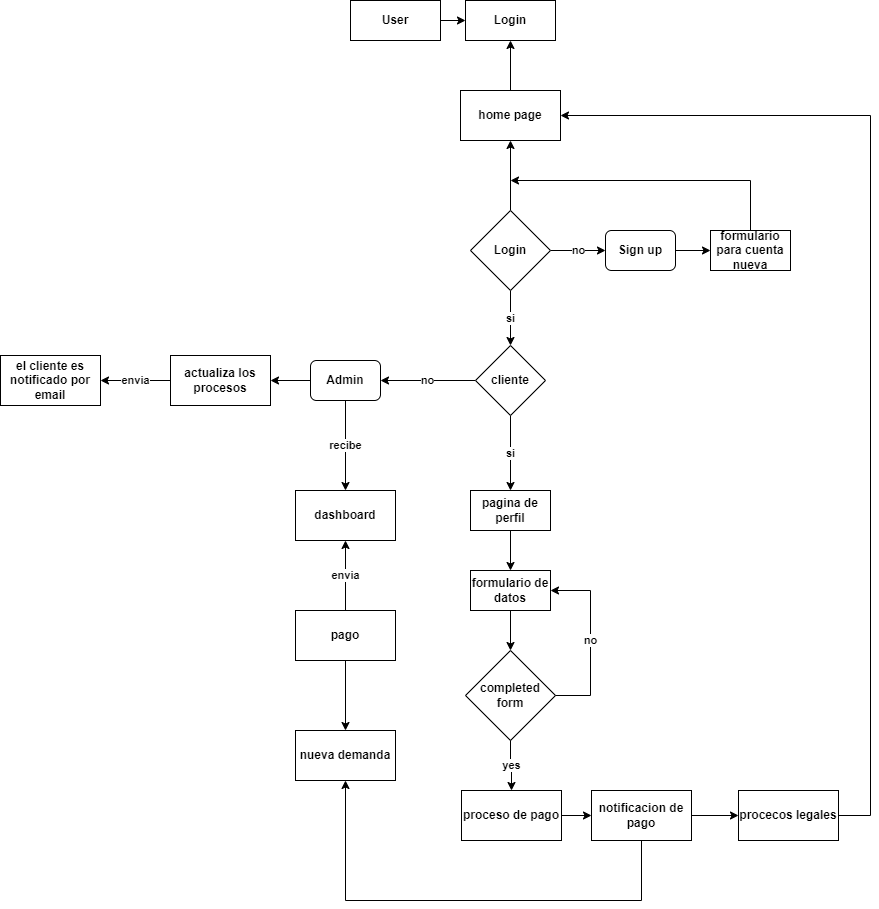 User
Login
home page
Login
no
Sign up
formulario
para cuenta
nueva
si
el cliente es
notificado por
email
envia
actualiza los
procesos
Admin
no
cliente
recibe
si
dashboard
pagina de
perfil
envia
formulario de
datos
pago
no
completed
form
nueva demanda
yes
proceso de pago
notificacion de
pago
procecos legales